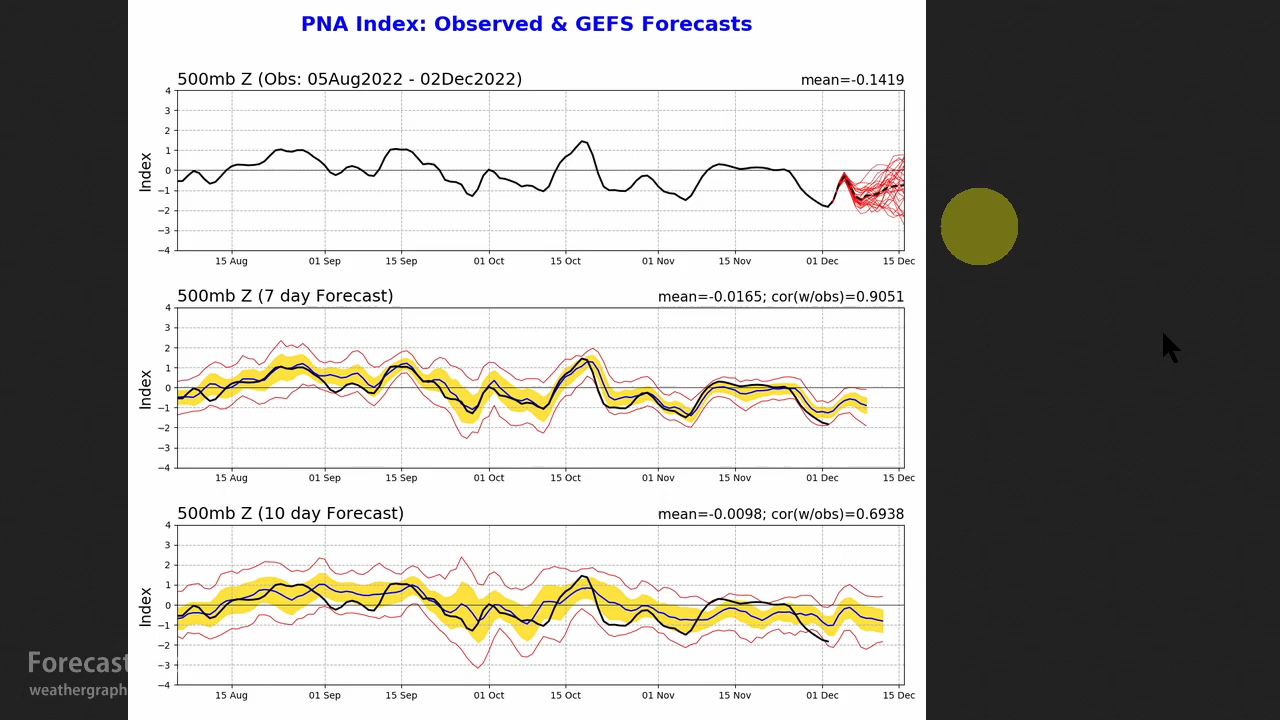 PNA Index: Observed & GEFS Forecasts
500mb Z (Obs: 05Aug2022 - 02Dec2022)
mean=-0.1419
4
3
2
1
0
−1
−2
−3
−4
Index
15 Aug
01 Sep
15 Sep
01 Oct
15 Oct
01 Nov
15 Nov
01 Dec
15 Dec
500mb Z (7 day Forecast)
mean=-0.0165; cor(w/obs)=0.9051
4
3
2
1
0
−1
−2
−3
−4
Index
15 Aug
01 Sep
15 Sep
01 Oct
15 Oct
01 Nov
15 Nov
01 Dec
15 Dec
500mb Z (10 day Forecast)
mean=-0.0098; cor(w/obs)=0.6938
4
3
2
1
0
−1
−2
−3
−4
Index
15 Aug
01 Sep
15 Sep
01 Oct
15 Oct
01 Nov
15 Nov
01 Dec
15 Dec
Forecast
weathergraph